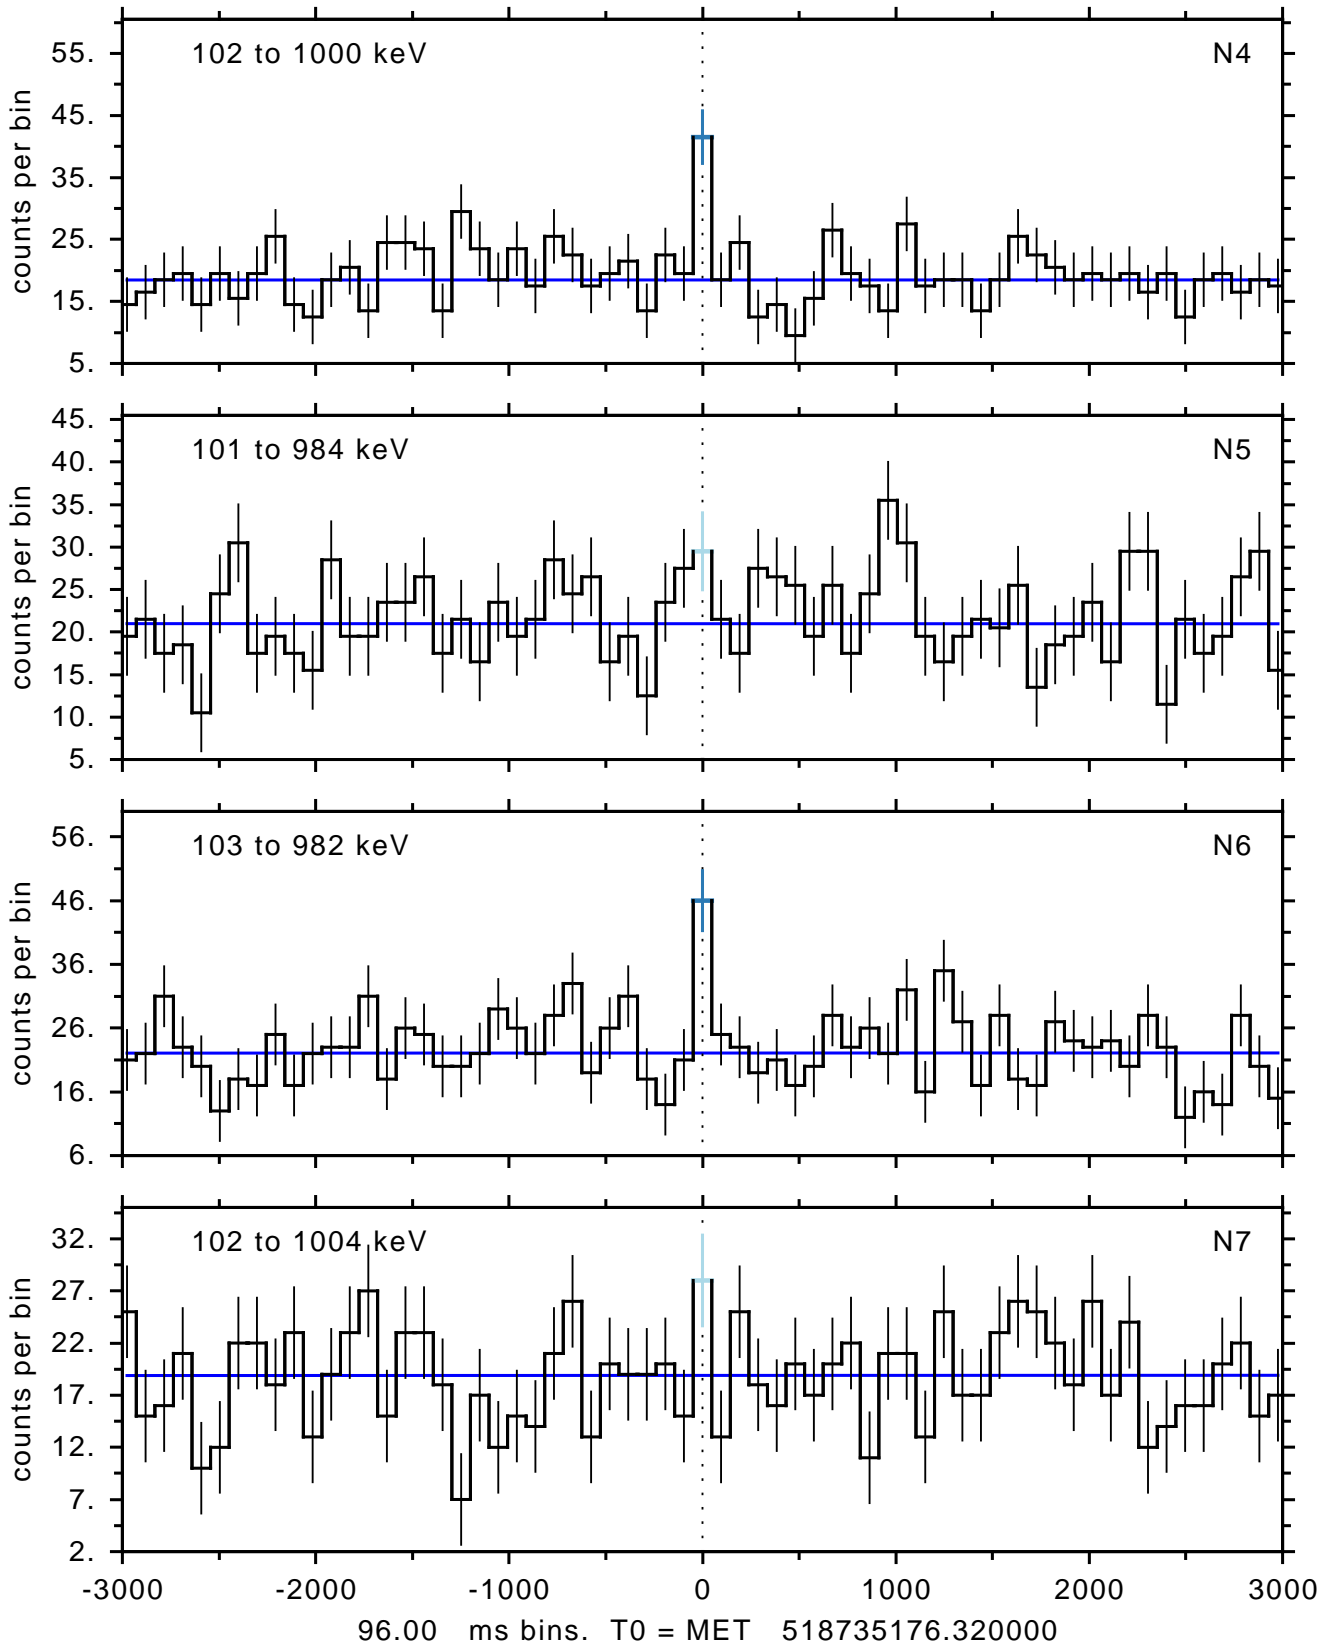 102 to 1000 keV N4
counts per bin
55.
45.
35.
25.
15.
5.
101 to 984 keV N5
counts per bin
45.
40.
35.
30.
25.
20.
15.
10.
5.
103 to 982 keV N6
counts per bin
56.
46.
36.
26.
16.
6.
102 to 1004 keV N7
counts per bin
32.
27.
22.
17.
12.
7.
2.
-3000 -2000 -1000 0 1000 2000 3000
96.00 ms bins. T0 = MET 518735176.320000